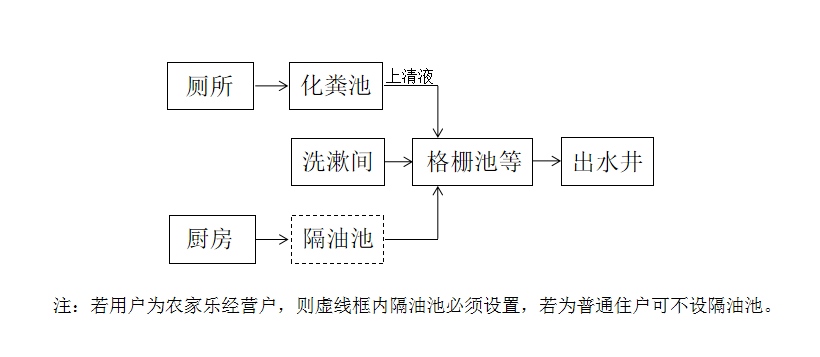 厕所
化粪池
上清液
洗漱间
格栅池等
出水井
厨房
隔油池
注：若用户为农家乐经营户，则虚线框内隔油池必须设置，若为普通住户可不设隔油池。